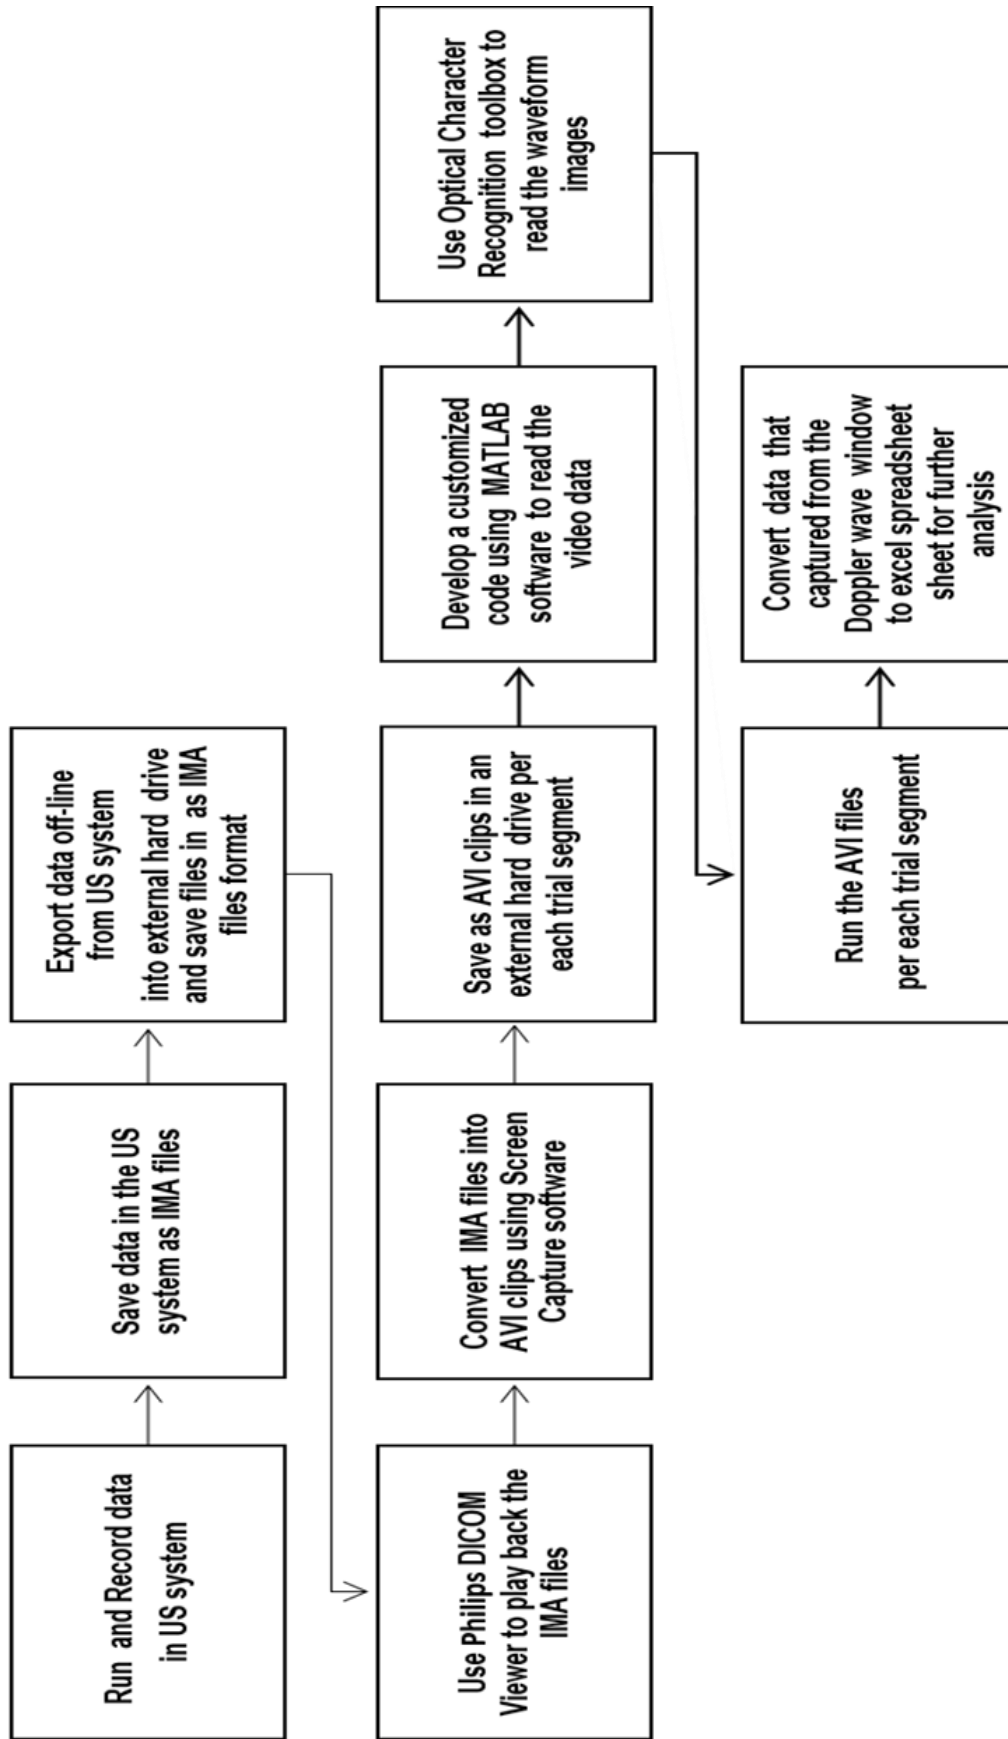 Run and Record data
in US system
Save data in the US
system as IMA files
Export data off-line
from US system
into external hard drive
and save files in as IMA
files format
Use Philips DICOM
Viewer to play back the
IMA files
Convert IMA files into
AVI clips using Screen
Capture software
Save as AVI clips in an
external hard drive per
each trial segment
Develop a customized
code using MATLAB
software to read the
video data
Use Optical Character
Recognition toolbox to
read the waveform
images
Run the AVI files
per each trial segment
Convert data that
captured from the
Doppler wave window
to excel spreadsheet
sheet for further
analysis